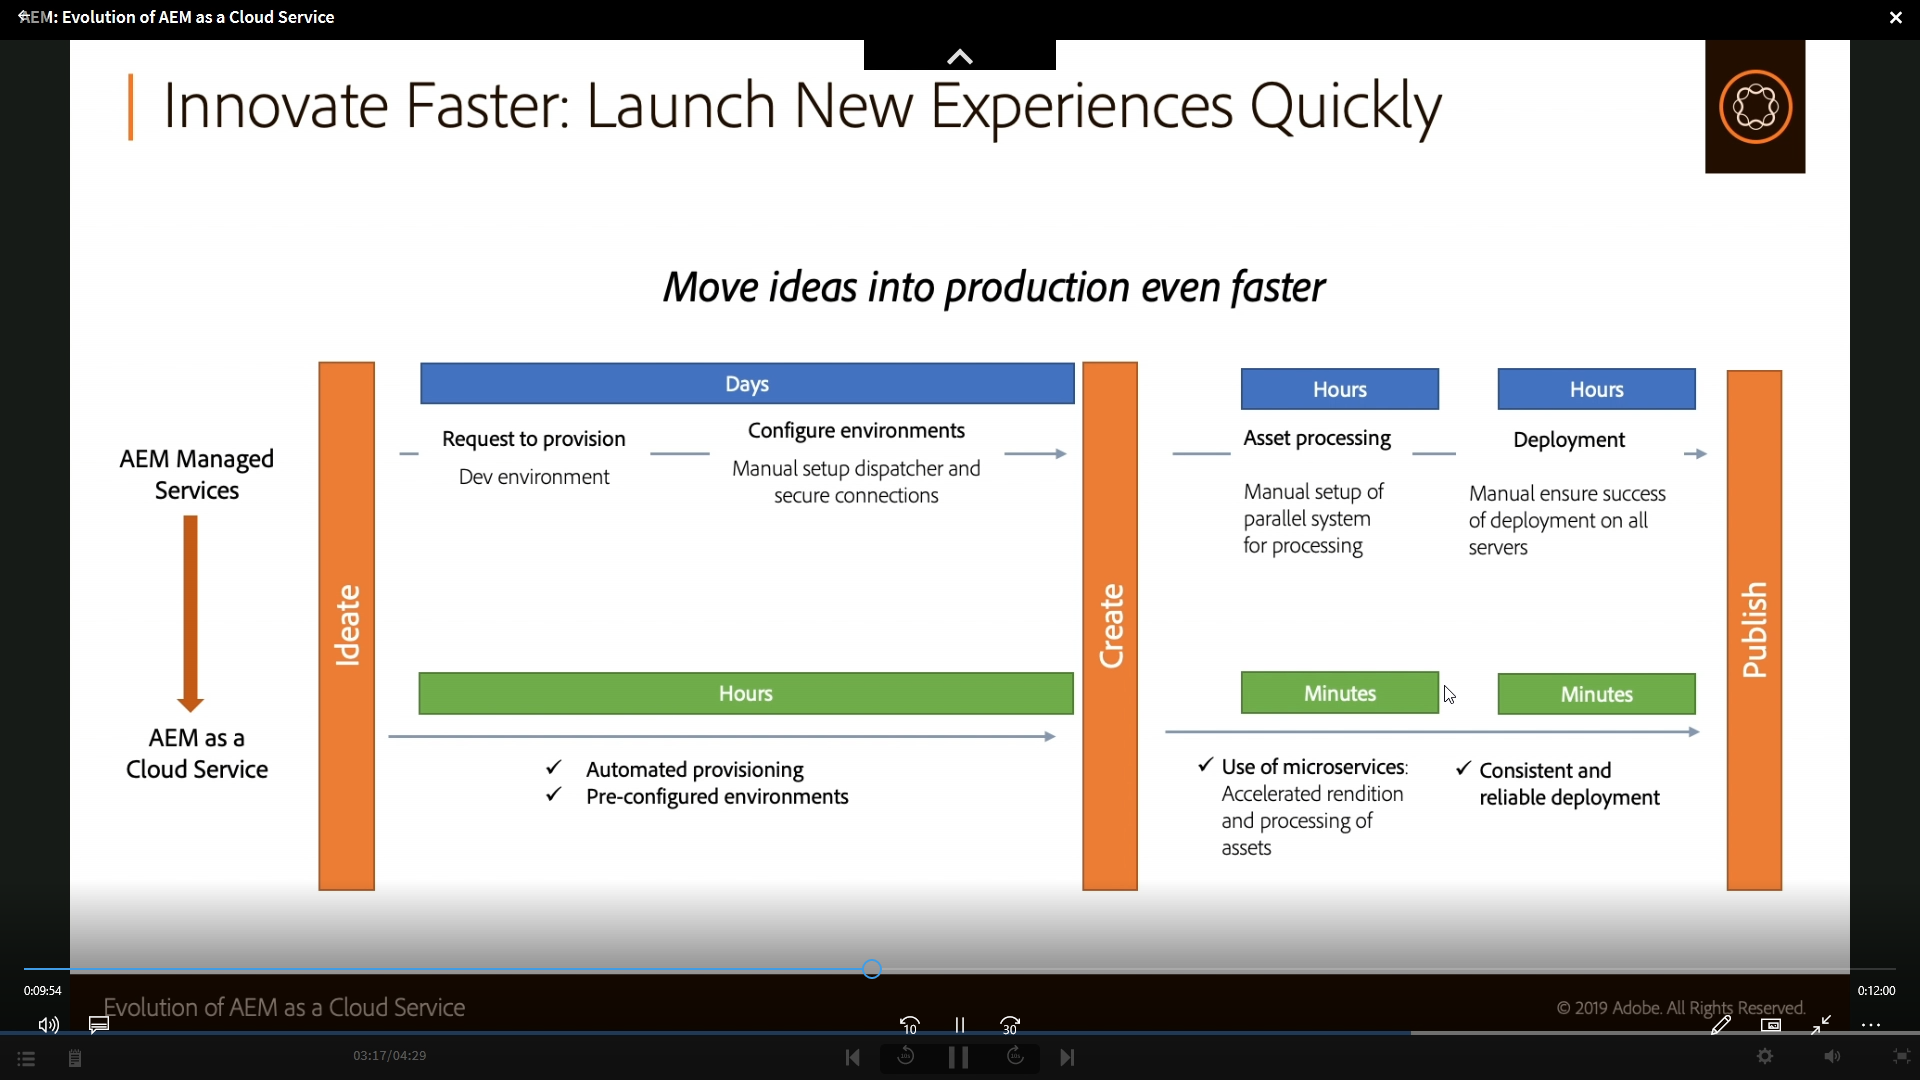 AEM: Evolution of AEM as a Cloud Service
Innovate Faster: Launch New Experiences Quickly
Move ideas into production even faster
AEM Managed
Services
AEM as a
Cloud Service
Ideate
Days
Request to provision
Dev environment
Configure environments
Manual setup dispatcher and
secure connections
Hours
✓ Automated provisioning
✓ Pre-configured environments
Create
Hours
Asset processing
Manual setup of
parallel system
for processing
Hours
Deployment
Manual ensure success
of deployment on all
servers
Minutes
✓ Use of microservices:
Accelerated rendition
and processing of
assets
Minutes
✓ Consistent and
reliable deployment
Publish
0:09:54
0:12:00
Evolution of AEM as a Cloud Service
© 2019 Adobe. All Rights Reserved.
10
30
03:17/04:29
10s
10s